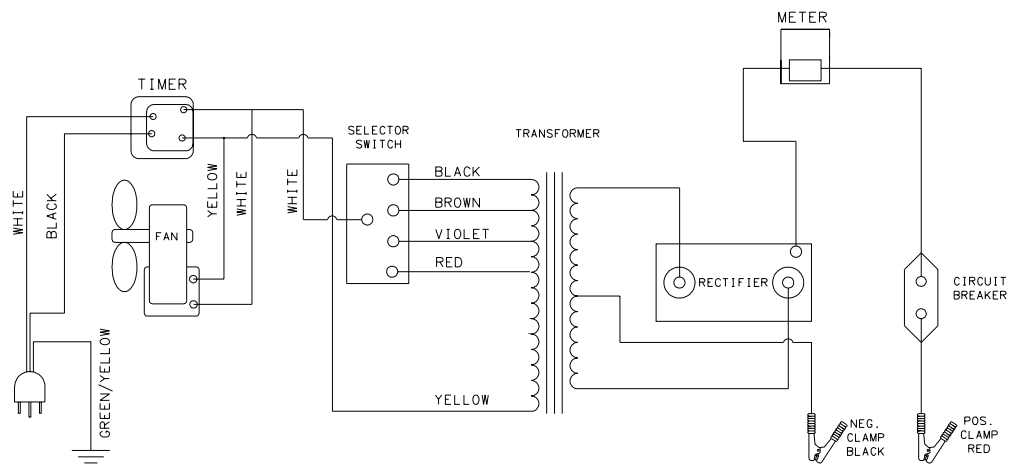 METER
TIMER
SELECTOR
SWITCH
TRANSFORMER
BLACK
BROWN
VIOLET
RED
YELLOW
WHITE
WHITE
WHITE
BLACK
FAN
RECTIFIER
CIRCUIT
BREAKER
GREEN/YELLOW
YELLOW
NEG.
CLAMP
BLACK
POS.
CLAMP
RED